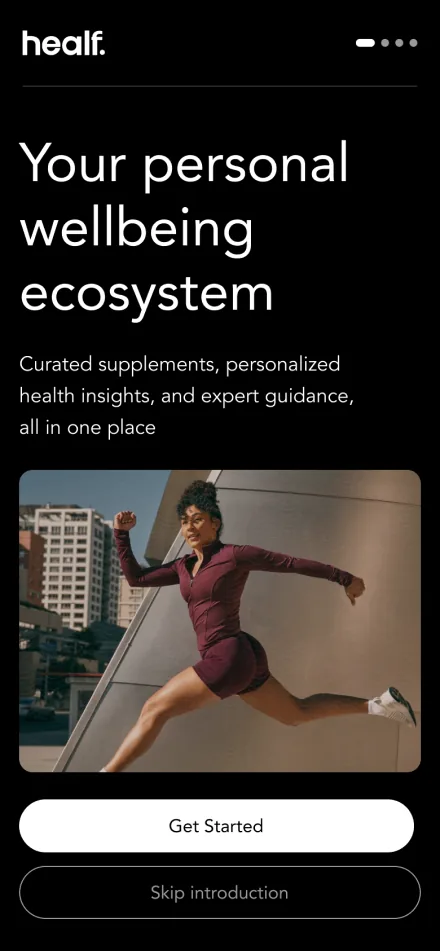 healf.
Your personal
wellbeing
ecosystem
Curated supplements, personalized
health insights, and expert guidance,
all in one place
Get Started
Skip introduction